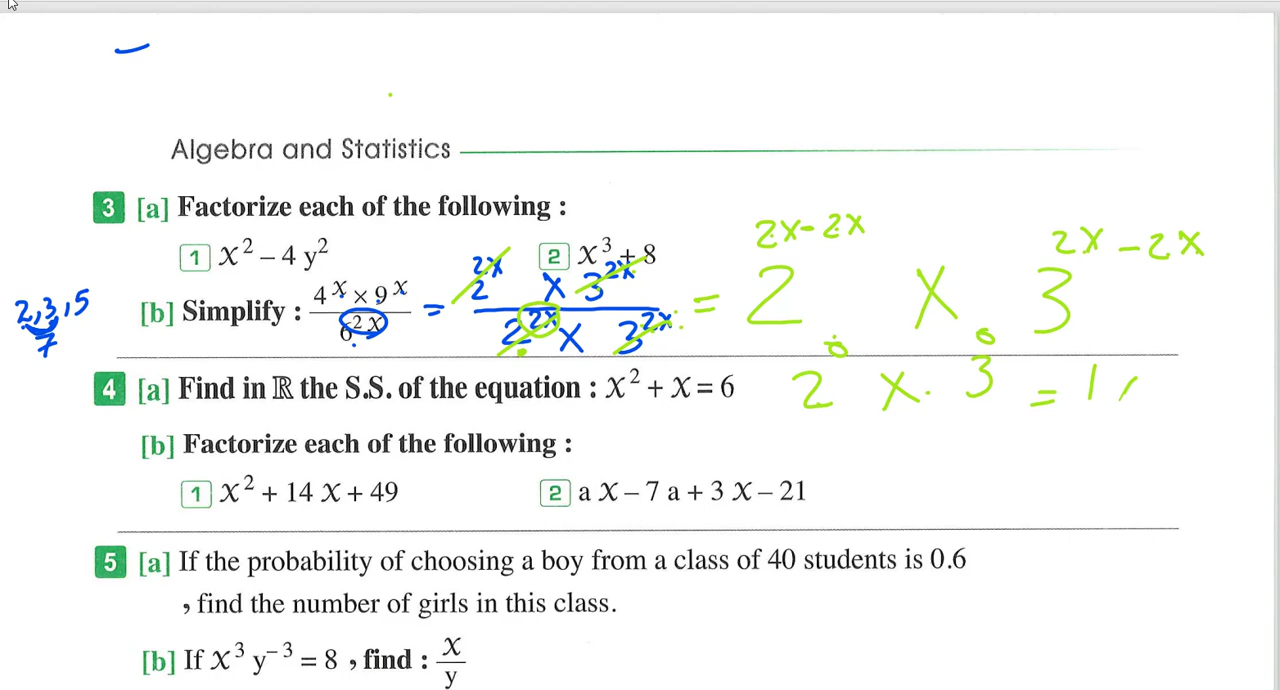 Algebra and Statistics
3 [a] Factorize each of the following :
1 x² – 4 y² 2 x³ + 8
[b] Simplify : (4^x × 9^x) / 6^(2x) = (2^(2x) × 3^(2x)) / (2^(2x) × 3^(2x)) = 2^(2x-2x) × 3^(2x-2x)
2,3,5
7
2^0 × 3^0 = 1
4 [a] Find in ℝ the S.S. of the equation : x² + x = 6
[b] Factorize each of the following :
1 x² + 14 x + 49 2 a x – 7 a + 3 x – 21
5 [a] If the probability of choosing a boy from a class of 40 students is 0.6
, find the number of girls in this class.
[b] If x³ y⁻³ = 8 , find : x/y